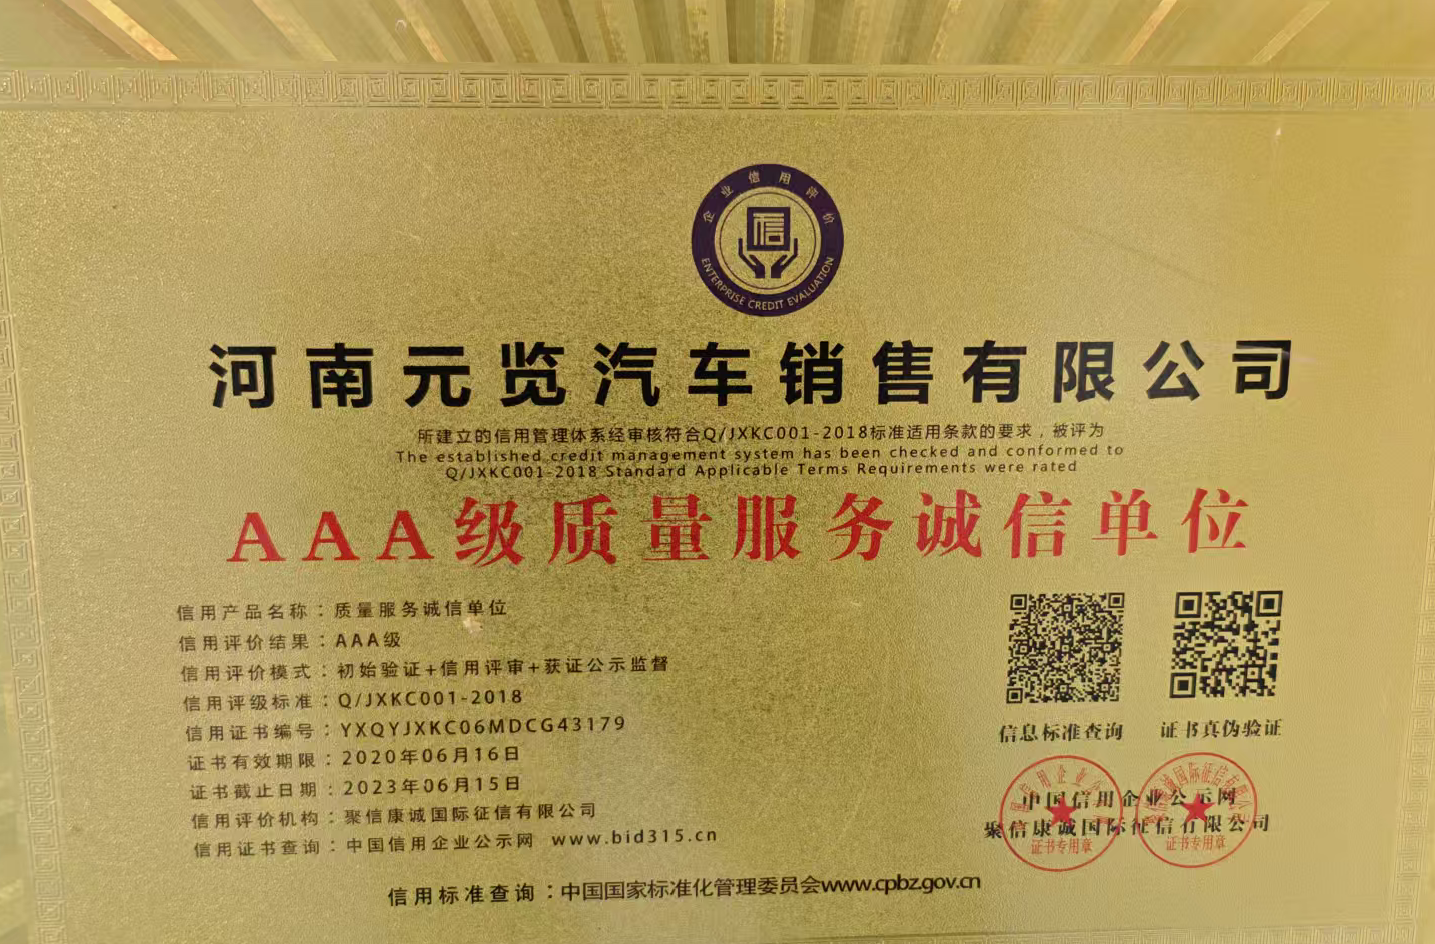 企业信用评价
信
ENTERPRISE CREDIT EVALUATION
河南元览汽车销售有限公司
所建立的信用管理体系经审核符合Q/JXKC001-2018标准适用条款的要求，被评为
The established credit management system has been checked and conformed to
Q/JXKC001-2018 Standard Applicable Terms Requirements were rated
AAA级质量服务诚信单位
信用产品名称：质量服务诚信单位
信用评价结果：AAA级
信用评价模式：初始验证+信用评审+获证公示监督
信用评级标准：Q/JXKC001-2018
信用证书编号：YXQYJXKC06MDCG43179
证书有效期限：2020年06月16日
证书截止日期：2023年06月15日
信用评价机构：聚信康诚国际征信有限公司
信用证书查询：中国信用企业公示网 www.bid315.cn
信息标准查询
证书真伪验证
中国信用企业公示网
聚信康诚国际征信有限公司
证书专用章
证书专用章
信用标准查询：中国国家标准化管理委员会www.cpbz.gov.cn